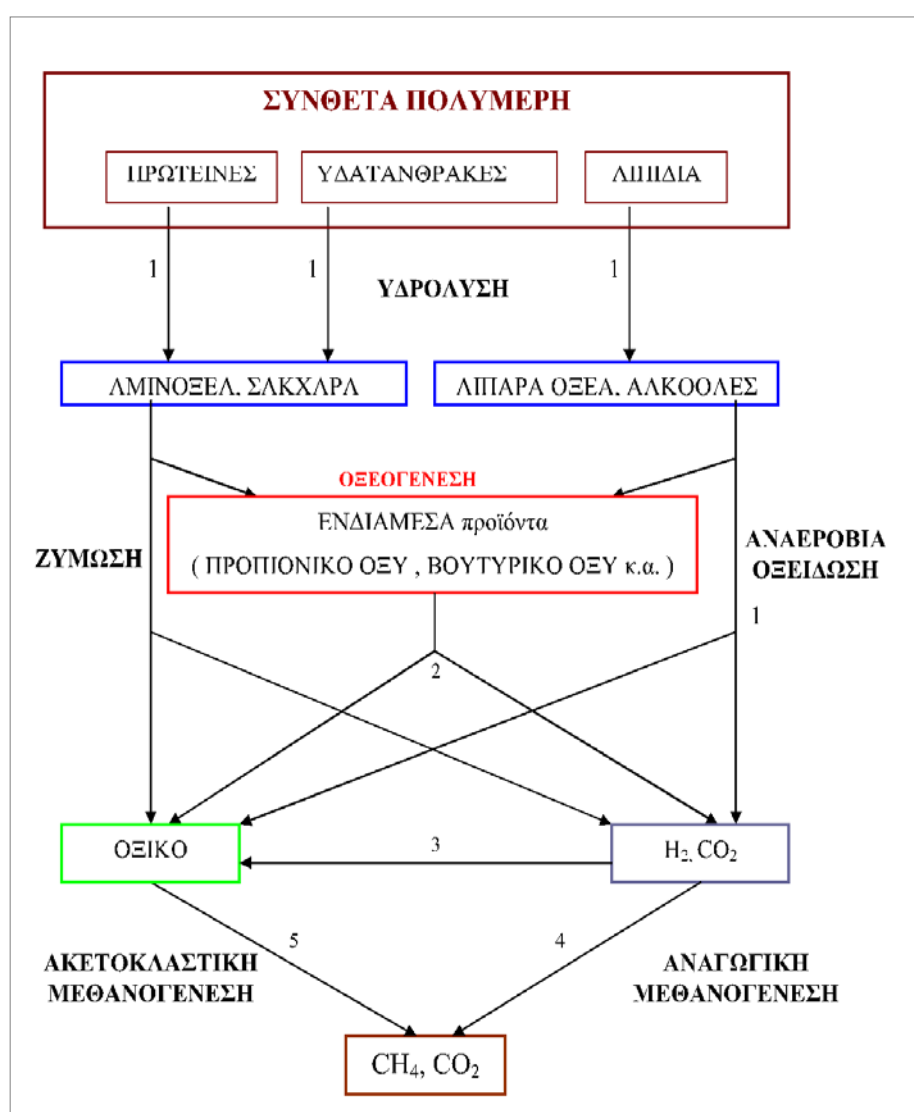 ΣΥΝΘΕΤΑ ΠΟΛΥΜΕΡΗ
ΠΡΩΤΕΙΝΕΣ
ΥΔΑΤΑΝΘΡΑΚΕΣ
ΛΙΠΙΔΙΑ
1
1
1
ΥΔΡΟΛΥΣΗ
ΑΜΙΝΟΞΕΑ, ΣΑΚΧΑΡΑ
ΛΙΠΑΡΑ ΟΞΕΑ, ΑΛΚΟΟΛΕΣ
ΟΞΕΟΓΕΝΕΣΗ
ΕΝΔΙΑΜΕΣΑ προϊόντα
( ΠΡΟΠΙΟΝΙΚΟ ΟΞΥ , ΒΟΥΤΥΡΙΚΟ ΟΞΥ κ.α. )
ΖΥΜΩΣΗ
ΑΝΑΕΡΟΒΙΑ
ΟΞΕΙΔΩΣΗ
1
2
ΟΞΙΚΟ
3
H₂, CO₂
5
4
ΑΚΕΤΟΚΛΑΣΤΙΚΗ
ΜΕΘΑΝΟΓΕΝΕΣΗ
ΑΝΑΓΩΓΙΚΗ
ΜΕΘΑΝΟΓΕΝΕΣΗ
CH₄, CO₂